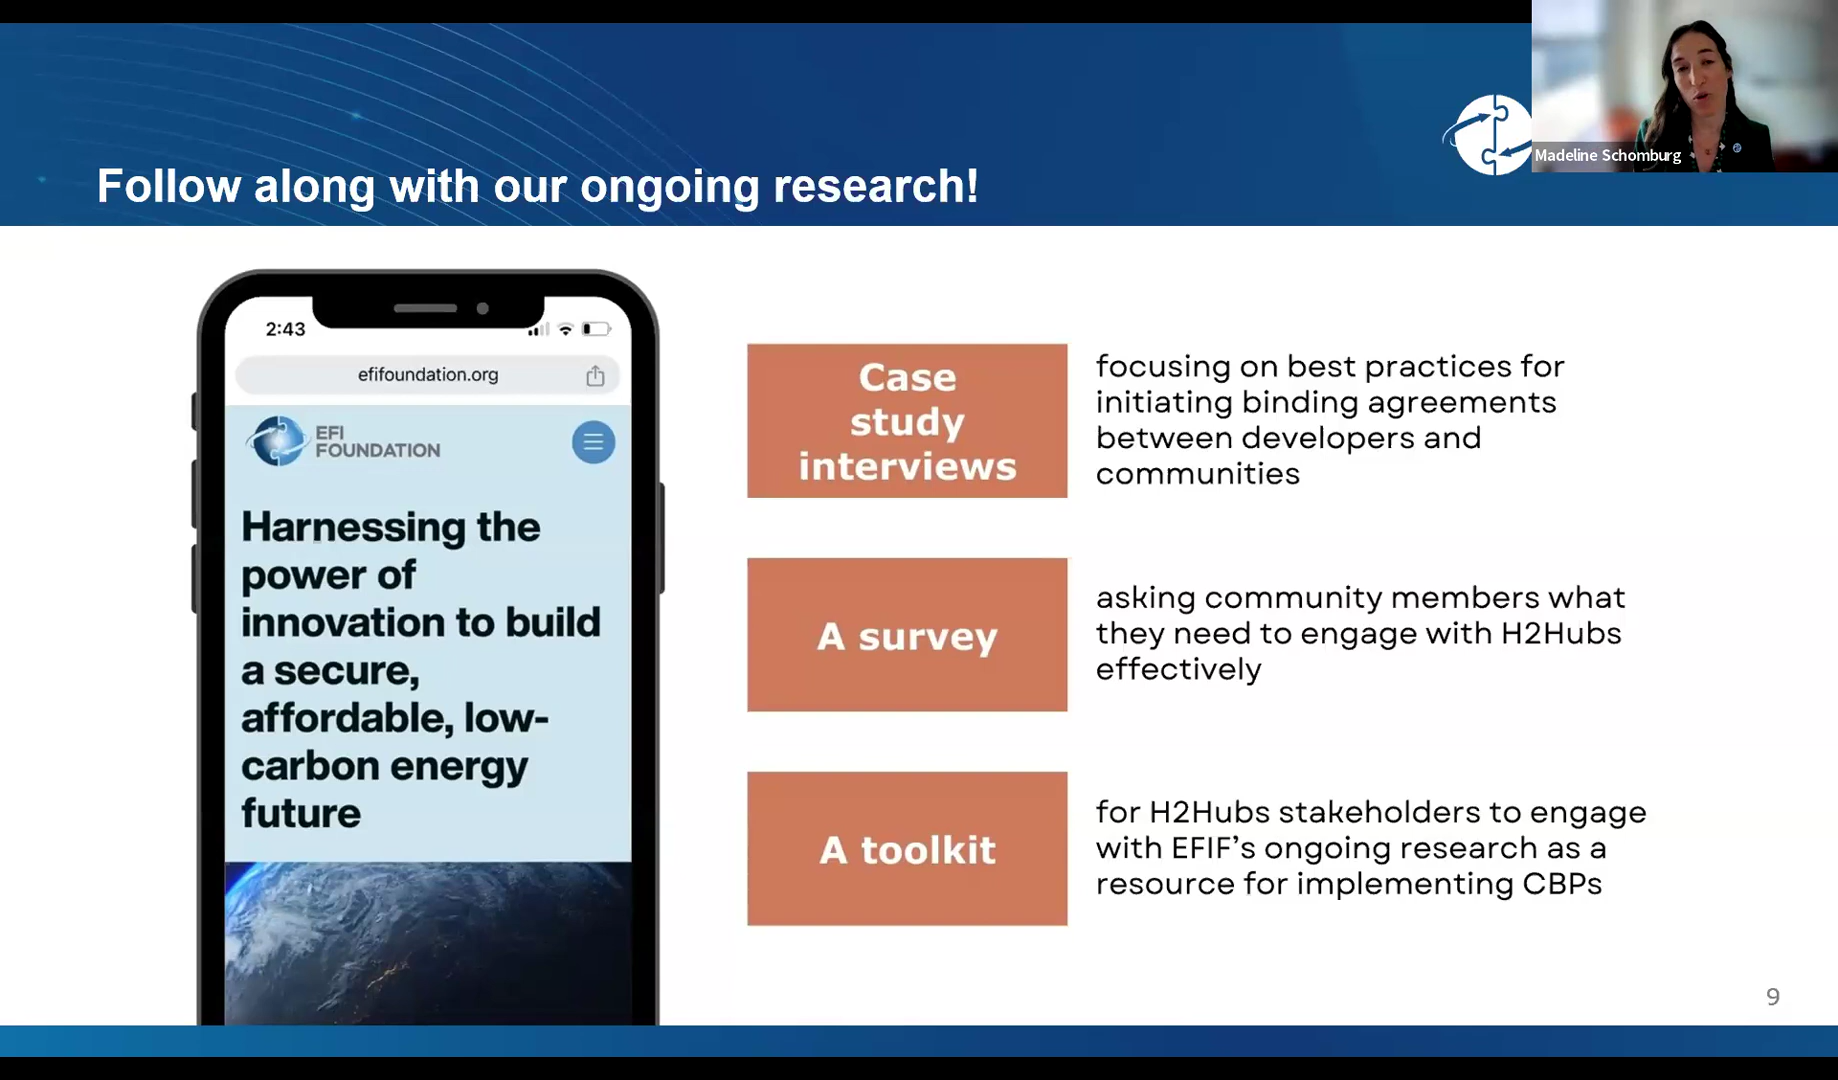 Madeline Schomburg
Follow along with our ongoing research!
2:43
efifoundation.org
EFI
FOUNDATION
Harnessing the
power of
innovation to build
a secure,
affordable, low-
carbon energy
future
Case
study
interviews
focusing on best practices for
initiating binding agreements
between developers and
communities
A survey
asking community members what
they need to engage with H2Hubs
effectively
A toolkit
for H2Hubs stakeholders to engage
with EFIF’s ongoing research as a
resource for implementing CBPs
9